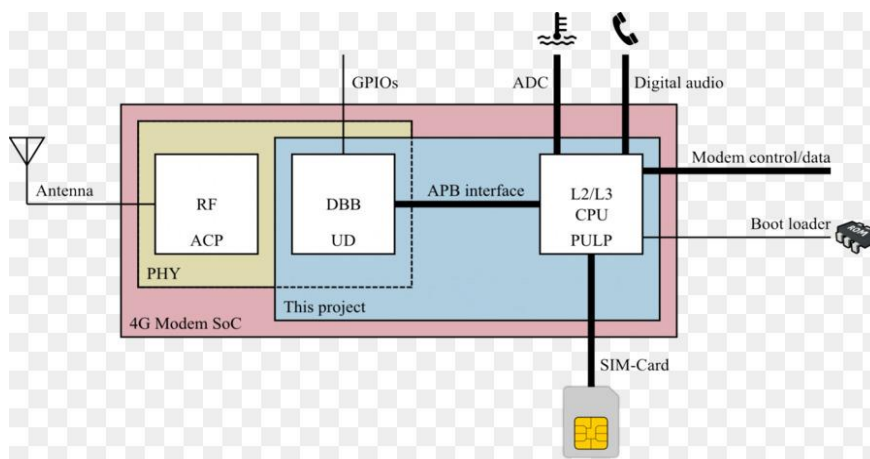 GPIOs
ADC
Digital audio
Antenna
RF
ACP
DBB
UD
APB interface
L2/L3
CPU
PULP
Modem control/data
Boot loader
ROM
PHY
This project
4G Modem SoC
SIM-Card